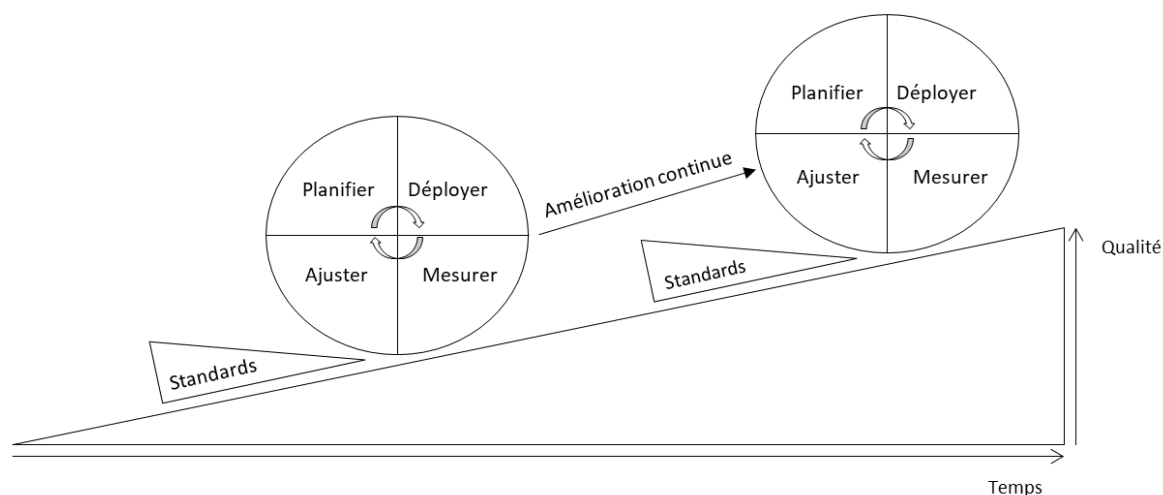 Planifier
Déployer
Ajuster
Mesurer
Standards
Amélioration continue
Planifier
Déployer
Ajuster
Mesurer
Standards
Qualité
Temps